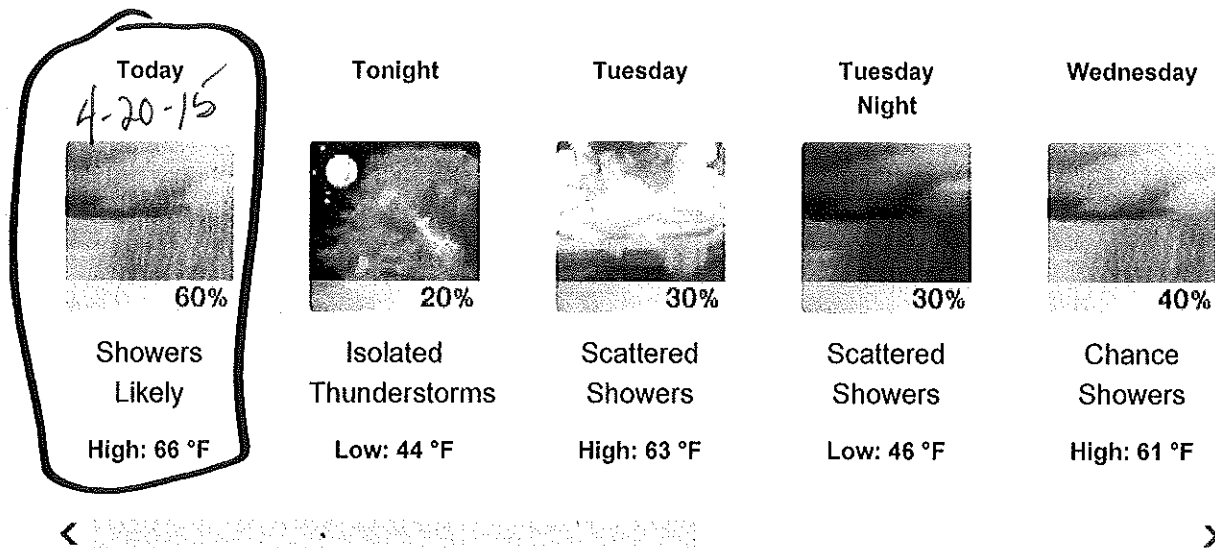 Today
4-20-15
60%
Showers
Likely
High: 66 °F
Tonight
20%
Isolated
Thunderstorms
Low: 44 °F
Tuesday
30%
Scattered
Showers
High: 63 °F
Tuesday
Night
30%
Scattered
Showers
Low: 46 °F
Wednesday
40%
Chance
Showers
High: 61 °F